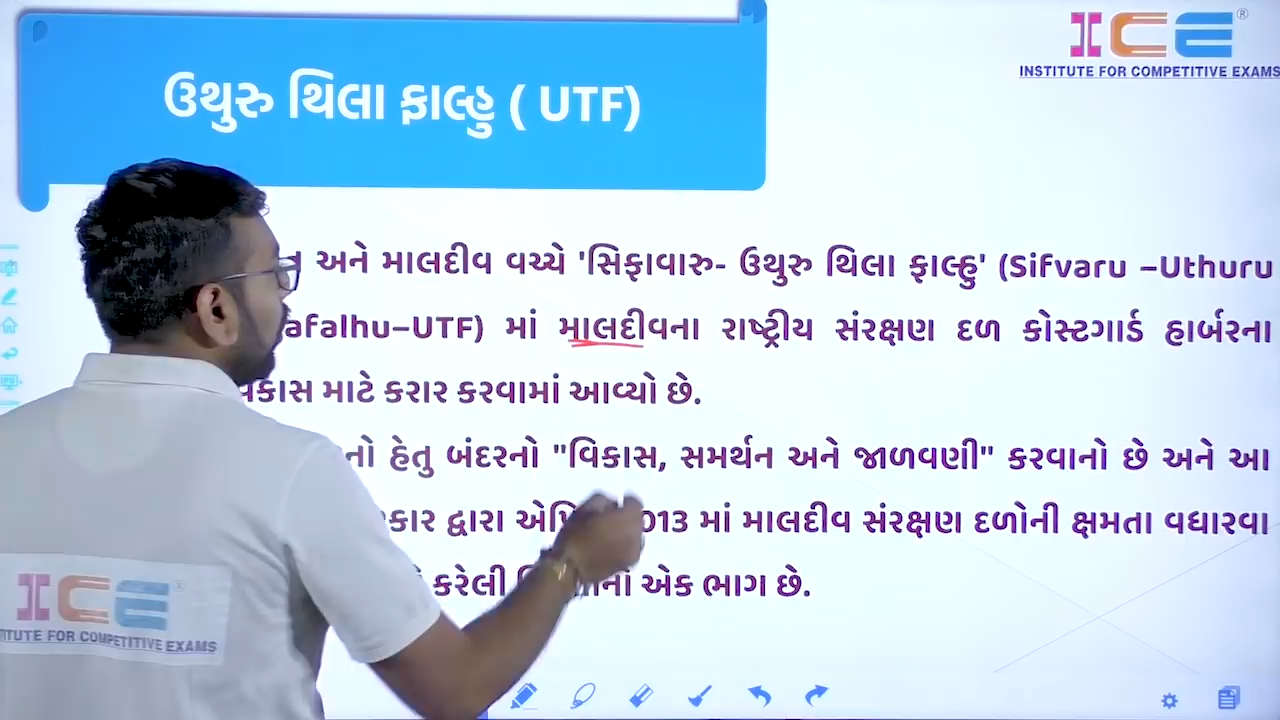 ICE ®
INSTITUTE FOR COMPETITIVE EXAMS
ઉથુરુ થિલા ફાલ્હુ ( UTF)
અને માલદીવ વચ્ચે 'સિફાવારુ- ઉથુરુ થિલા ફાલ્હુ' (Sifvaru –Uthuru
afalhu–UTF) માં માલદીવના રાષ્ટ્રીય સંરક્ષણ દળ કોસ્ટગાર્ડ હાર્બરના
માટે કરાર કરવામાં આવ્યો છે.
હેતુ બંદરનો "વિકાસ, સમર્થન અને જાળવણી" કરવાનો છે અને આ
દ્વારા માં માલદીવ સંરક્ષણ દળોની ક્ષમતા વધારવા
કરેલી એક ભાગ છે.
ICE ®
TITUTE FOR COMPETITIVE EXAMS